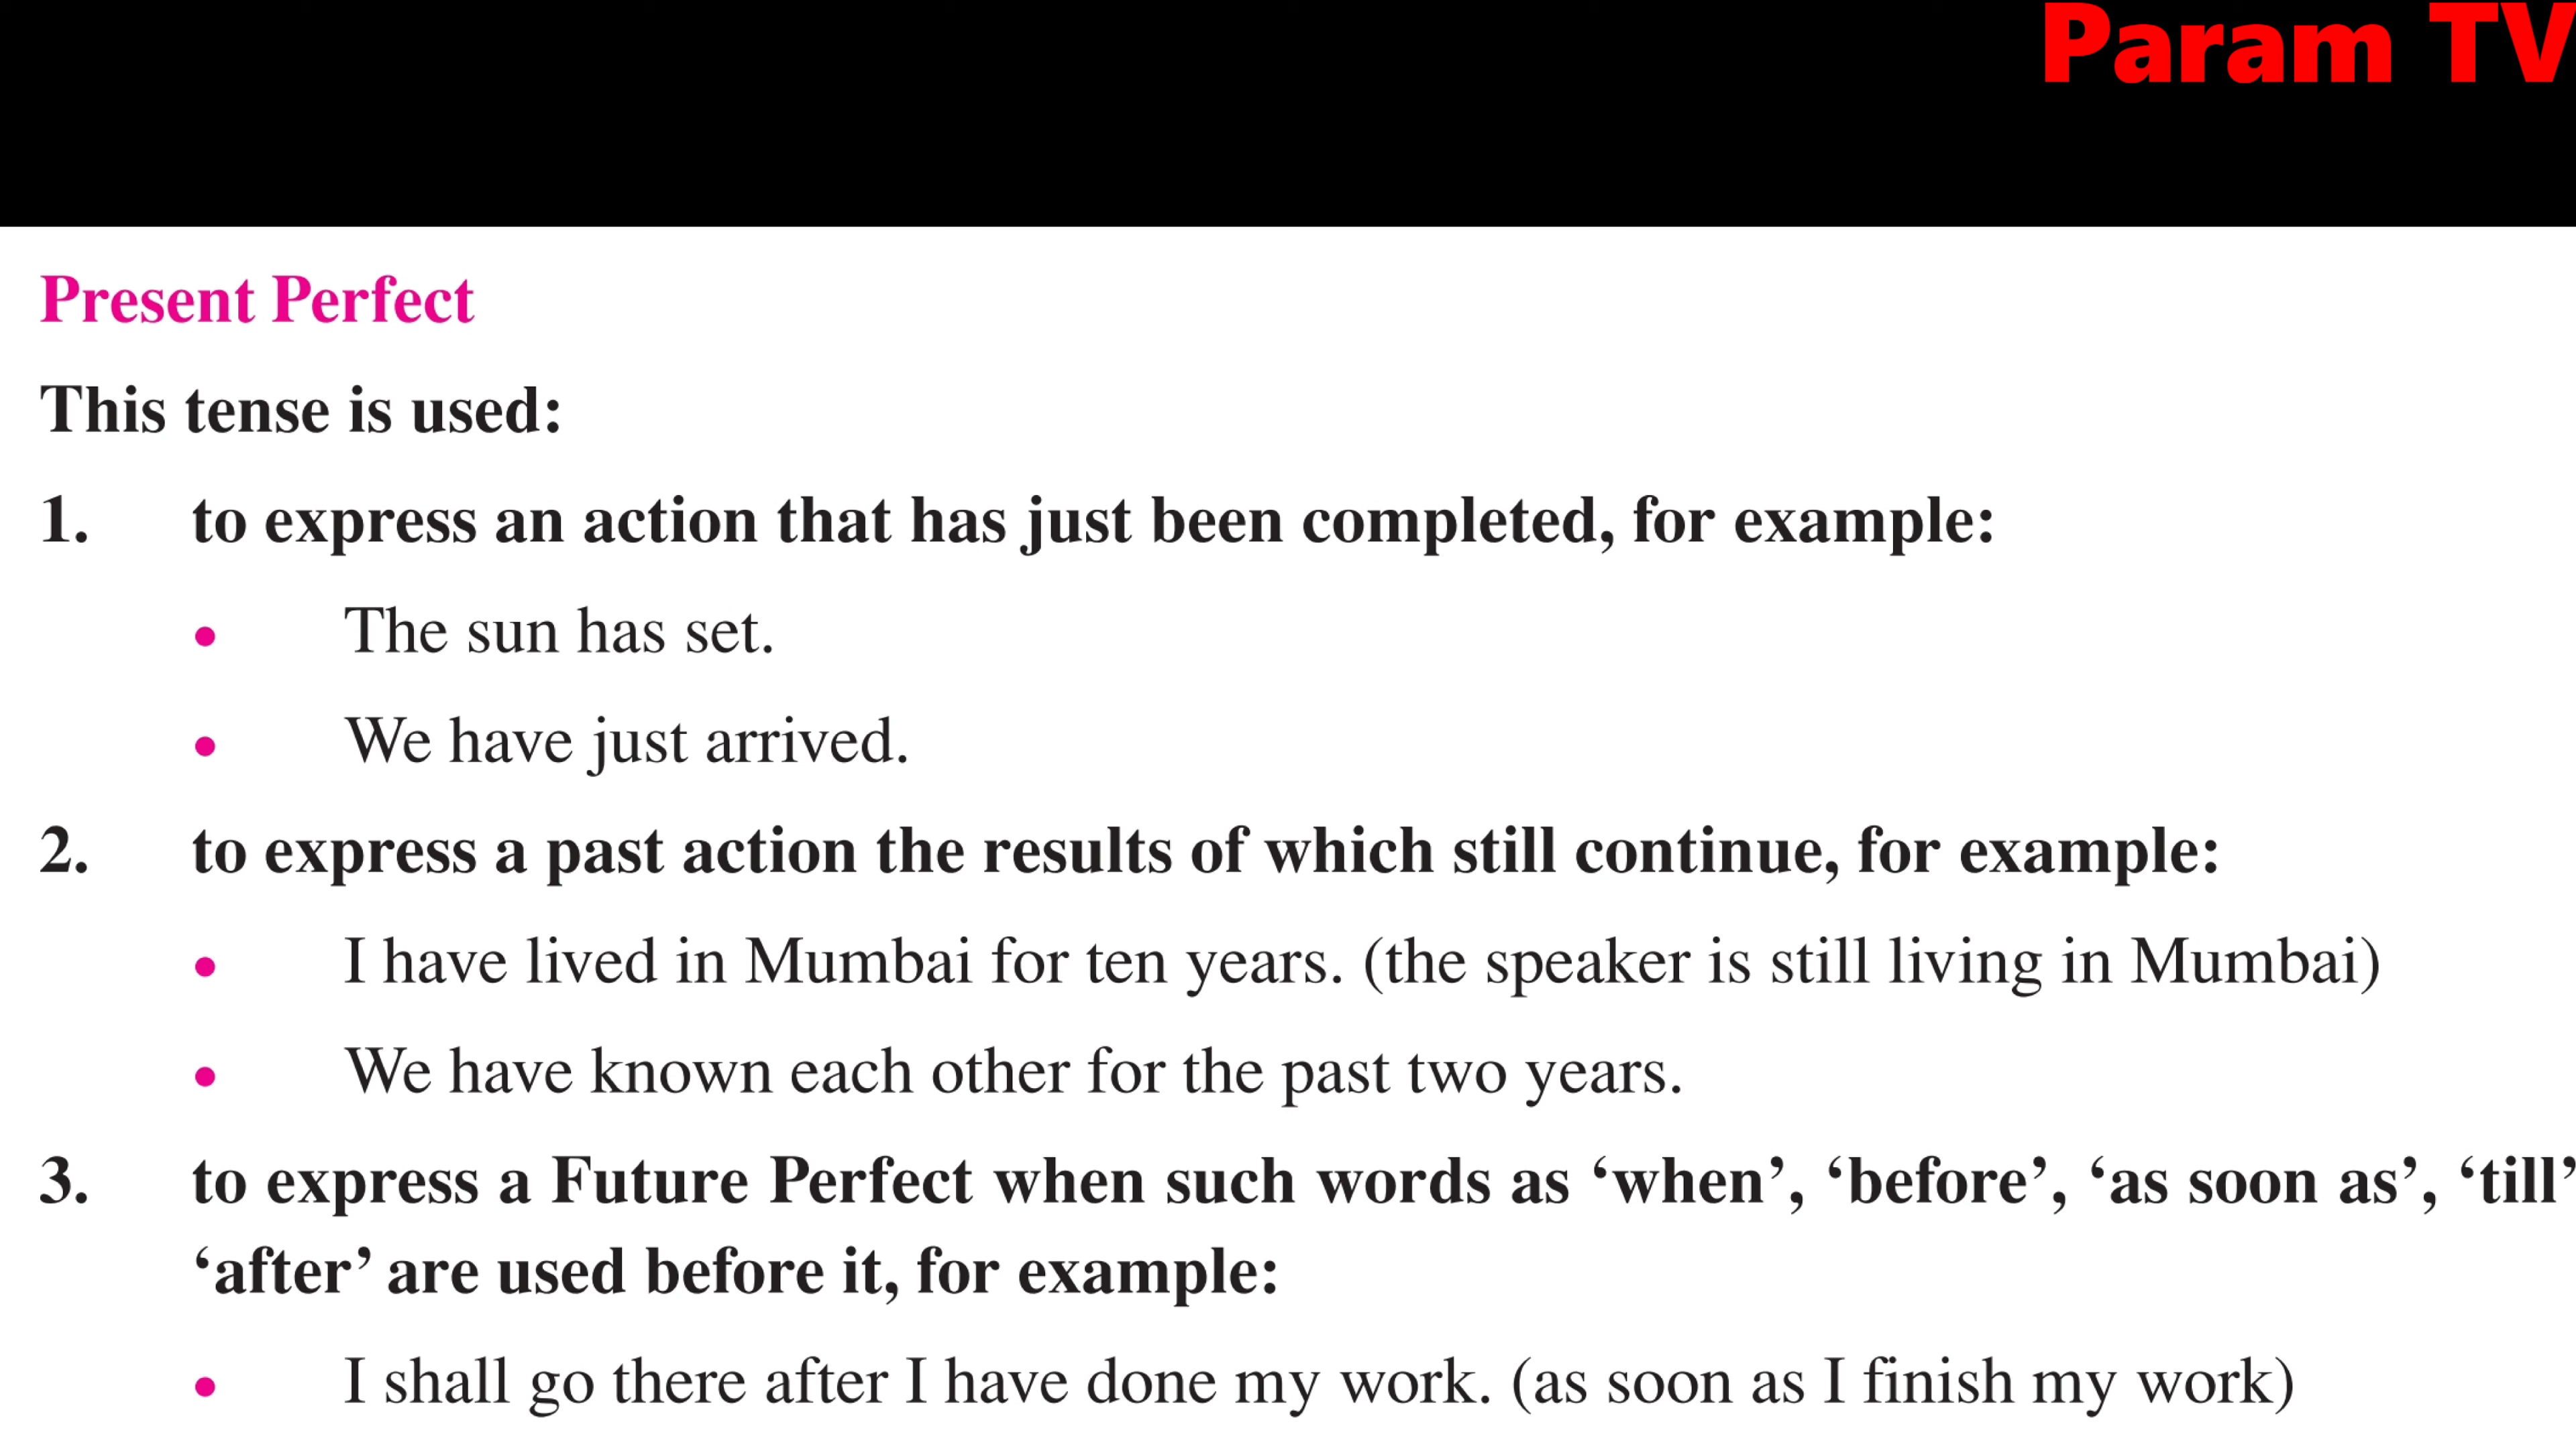 Param TV
Present Perfect
This tense is used:
1. to express an action that has just been completed, for example:
• The sun has set.
• We have just arrived.
2. to express a past action the results of which still continue, for example:
• I have lived in Mumbai for ten years. (the speaker is still living in Mumbai)
• We have known each other for the past two years.
3. to express a Future Perfect when such words as ‘when’, ‘before’, ‘as soon as’, ‘till’
‘after’ are used before it, for example:
• I shall go there after I have done my work. (as soon as I finish my work)